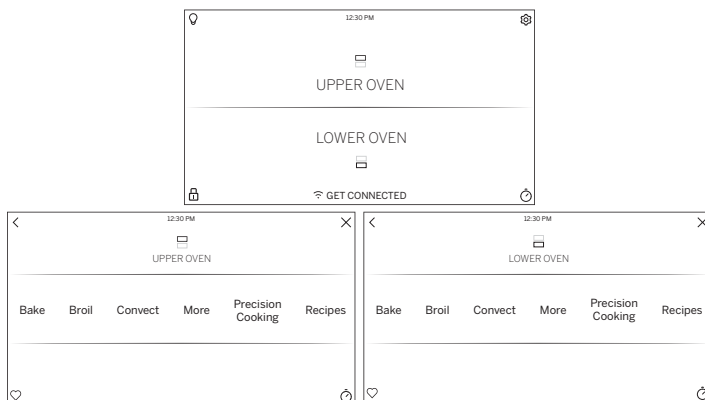 12:30 PM
UPPER OVEN
LOWER OVEN
GET CONNECTED
12:30 PM
UPPER OVEN
Bake Broil Convect More Precision Cooking Recipes
12:30 PM
LOWER OVEN
Bake Broil Convect More Precision Cooking Recipes